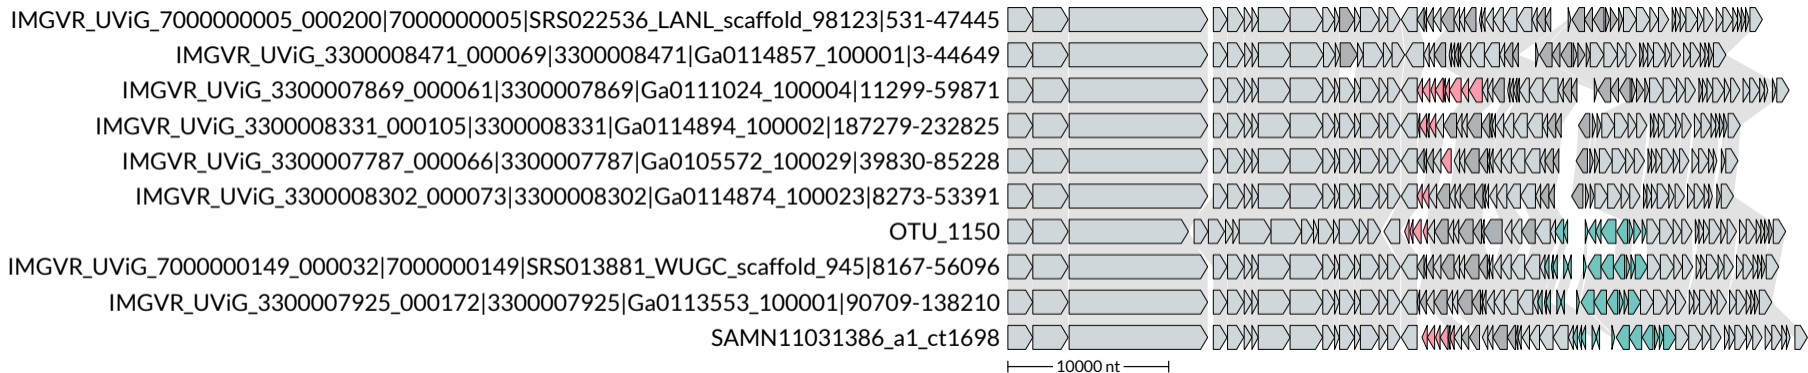 IMGVR_UViG_7000000005_000200|7000000005|SRS022536_LANL_scaffold_98123|531-47445
IMGVR_UViG_3300008471_000069|3300008471|Ga0114857_100001|3-44649
IMGVR_UViG_3300007869_000061|3300007869|Ga0111024_100004|11299-59871
IMGVR_UViG_3300008331_000105|3300008331|Ga0114894_100002|187279-232825
IMGVR_UViG_3300007787_000066|3300007787|Ga0105572_100029|39830-85228
IMGVR_UViG_3300008302_000073|3300008302|Ga0114874_100023|8273-53391
OTU_1150
IMGVR_UViG_7000000149_000032|7000000149|SRS013881_WUGC_scaffold_945|8167-56096
IMGVR_UViG_3300007925_000172|3300007925|Ga0113553_100001|90709-138210
SAMN11031386_a1_ct1698
10000 nt